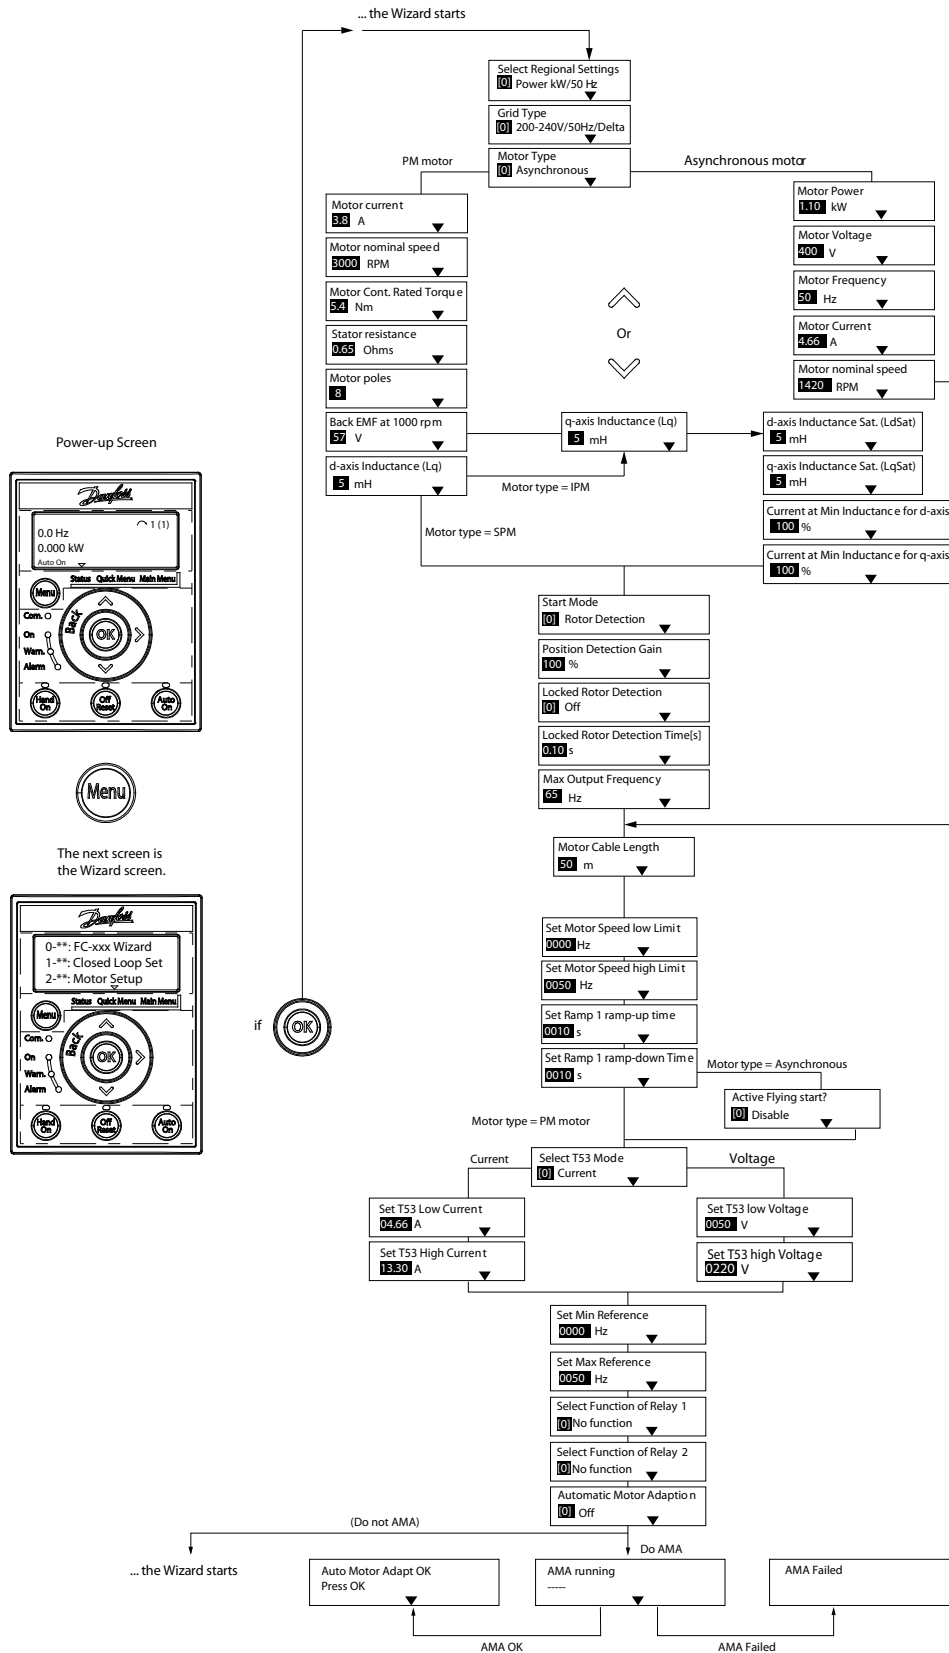 ... the Wizard starts
Select Regional Settings
[0] Power kW/50 Hz
Grid Type
[0] 200-240V/50Hz/Delta
PM motor
Motor Type
[0] Asynchronous
Asynchronous motor
Motor current
3.8 A
Motor nominal speed
3000 RPM
Motor Cont. Rated Torque
5.4 Nm
Stator resistance
0.65 Ohms
Motor poles
8
Back EMF at 1000 rpm
57 V
d-axis Inductance (Lq)
5 mH
Or
Motor Power
1.10 kW
Motor Voltage
400 V
Motor Frequency
50 Hz
Motor Current
4.66 A
Motor nominal speed
1420 RPM
q-axis Inductance (Lq)
5 mH
Motor type = IPM
Motor type = SPM
d-axis Inductance Sat. (LdSat)
5 mH
q-axis Inductance Sat. (LqSat)
5 mH
Current at Min Inductance for d-axis
100 %
Current at Min Inductance for q-axis
100 %
Power-up Screen
Danfoss
1 (1)
0.0 Hz
0.000 kW
Auto On
Status Quick Menu Main Menu
Menu
Com.
On
Warn.
Alarm
Back
OK
Hand On
Off Reset
Auto On
Menu
The next screen is
the Wizard screen.
Danfoss
0-**: FC-xxx Wizard
1-**: Closed Loop Set
2-**: Motor Setup
Status Quick Menu Main Menu
Menu
Com.
On
Warn.
Alarm
Back
OK
Hand On
Off Reset
Auto On
if
OK
Start Mode
[0] Rotor Detection
Position Detection Gain
100 %
Locked Rotor Detection
[0] Off
Locked Rotor Detection Time[s]
0.10 s
Max Output Frequency
65 Hz
Motor Cable Length
50 m
Set Motor Speed low Limit
0000 Hz
Set Motor Speed high Limit
0050 Hz
Set Ramp 1 ramp-up time
0010 s
Set Ramp 1 ramp-down Time
0010 s
Motor type = Asynchronous
Active Flying start?
[0] Disable
Motor type = PM motor
Current
Select T53 Mode
[0] Current
Voltage
Set T53 Low Current
04.66 A
Set T53 High Current
13.30 A
Set T53 low Voltage
0050 V
Set T53 high Voltage
0220 V
Set Min Reference
0000 Hz
Set Max Reference
0050 Hz
Select Function of Relay 1
[0] No function
Select Function of Relay 2
[0] No function
Automatic Motor Adaption
[0] Off
(Do not AMA)
Do AMA
... the Wizard starts
Auto Motor Adapt OK
Press OK
AMA running
-----
AMA Failed
AMA OK
AMA Failed